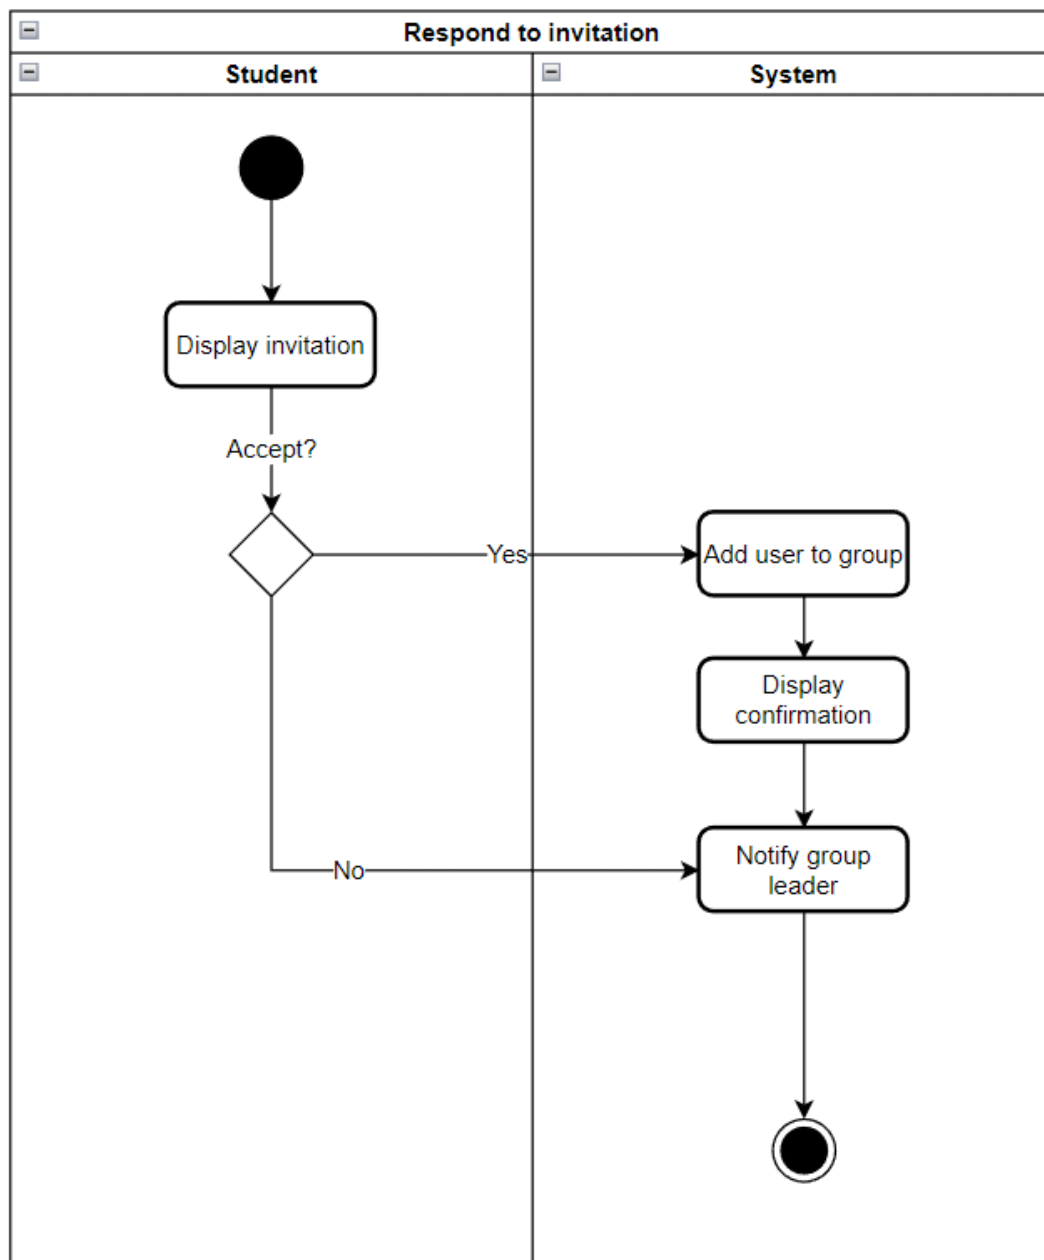 Respond to invitation
Student
System
Display invitation
Accept?
Yes
Add user to group
Display
confirmation
No
Notify group
leader